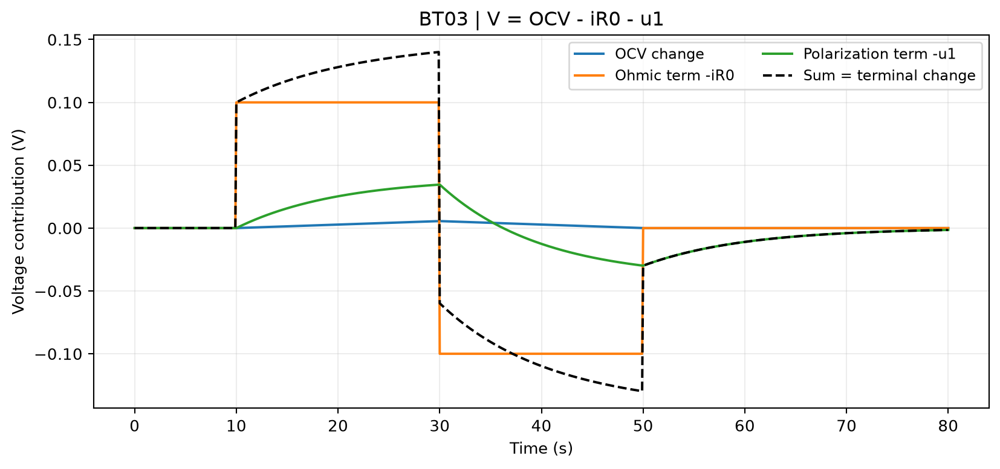 BT03 | V = OCV - iR0 - u1
OCV change
Ohmic term -iR0
Polarization term -u1
Sum = terminal change
Voltage contribution (V)
0.15
0.10
0.05
0.00
−0.05
−0.10
0 10 20 30 40 50 60 70 80
Time (s)